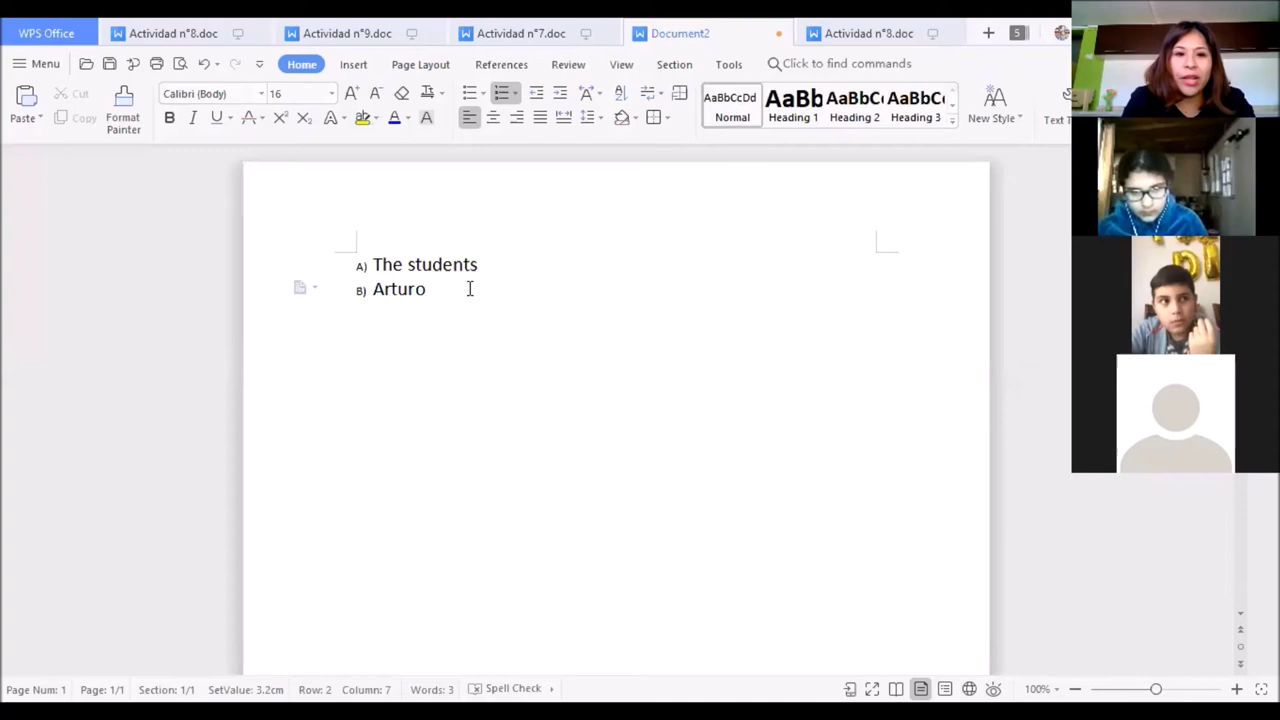 WPS Office Actividad n°8.doc Actividad n°9.doc Actividad n°7.doc Document2 Actividad n°8.doc 5
Menu Home Insert Page Layout References Review View Section Tools Click to find commands
Paste Cut Copy Format Painter Calibri (Body) 16 AaBbCcDd Normal AaBb Heading 1 AaBbC Heading 2 AaBbC Heading 3 New Style Text T
A) The students
B) Arturo
Page Num: 1 Page: 1/1 Section: 1/1 SetValue: 3.2cm Row: 2 Column: 7 Words: 3 Spell Check 100%